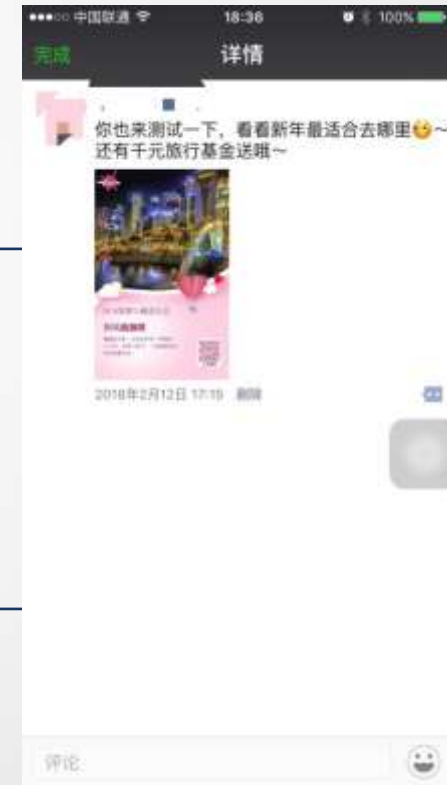 中国联通 18:36 100%
完成 详情
你也来测试一下，看看新年最适合去哪里～
还有千元旅行基金送哦～
2018年2月12日 17:15 删除
评论